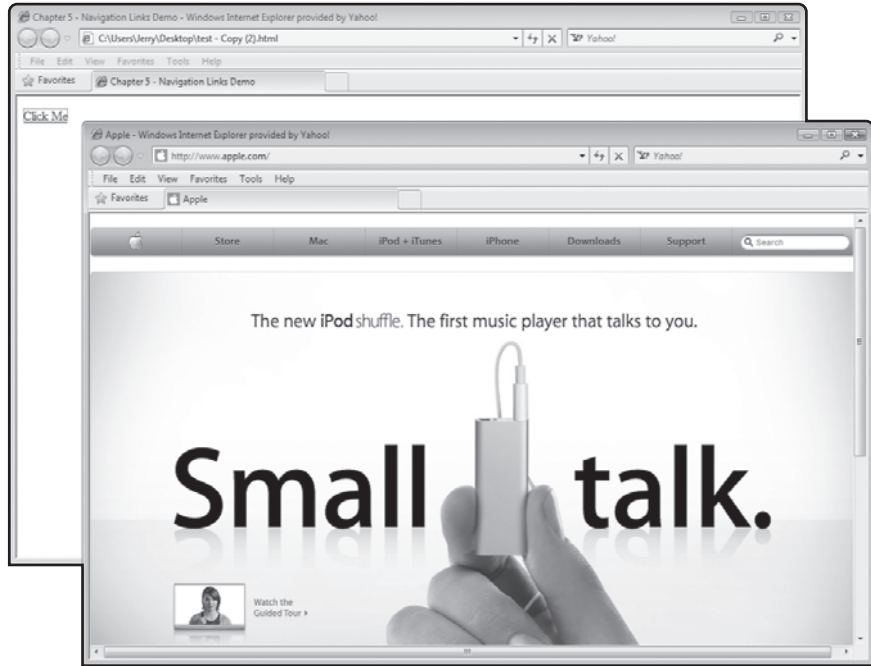 Chapter 5 - Navigation Links Demo - Windows Internet Explorer provided by Yahoo!
C:\Users\Jerry\Desktop\test - Copy (2).html
Yahoo!
File Edit View Favorites Tools Help
Favorites Chapter 5 - Navigation Links Demo
Click Me
Apple - Windows Internet Explorer provided by Yahoo!
http://www.apple.com/
Yahoo!
File Edit View Favorites Tools Help
Favorites Apple
Store Mac iPod + iTunes iPhone Downloads Support Search
The new iPod shuffle. The first music player that talks to you.
Small talk.
Watch the
Guided Tour